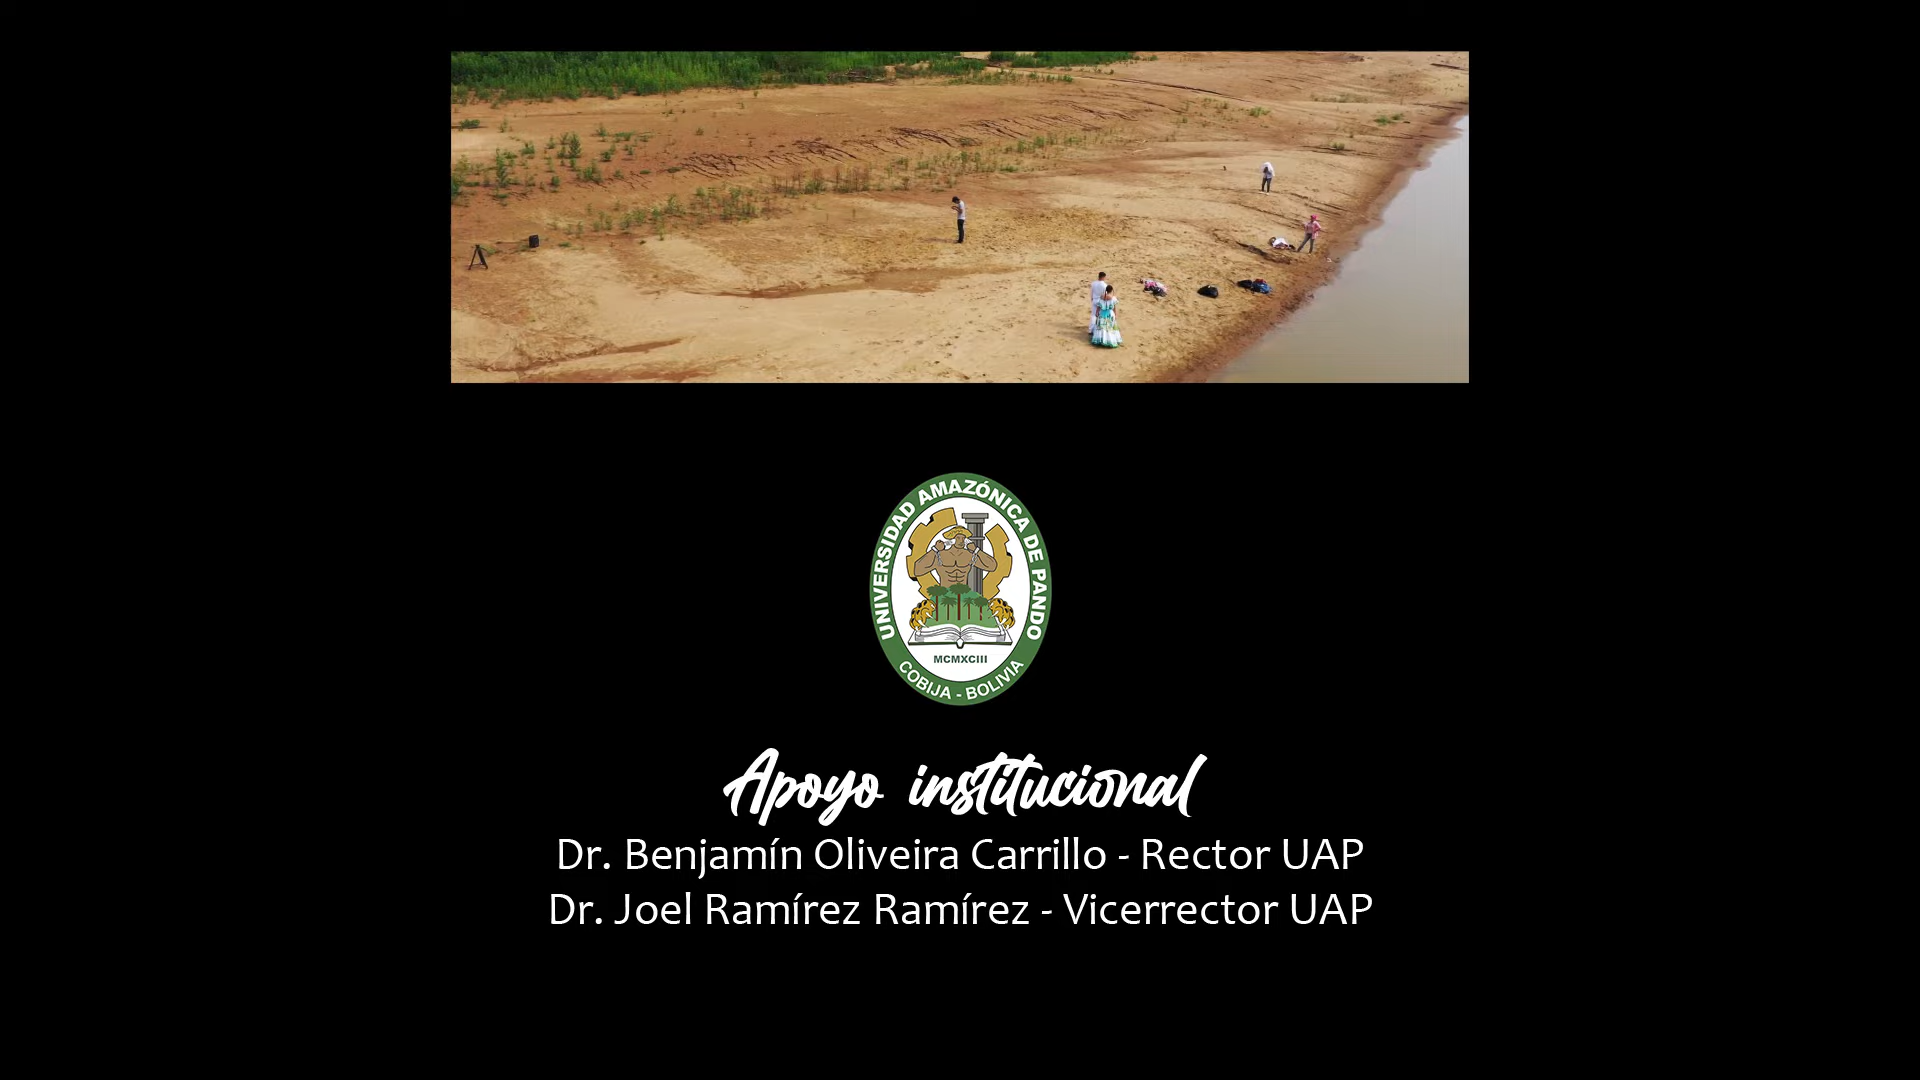 UNIVERSIDAD AMAZÓNICA DE PANDO
MCMXCIII
COBIJA - BOLIVIA
Apoyo institucional
Dr. Benjamín Oliveira Carrillo - Rector UAP
Dr. Joel Ramírez Ramírez - Vicerrector UAP